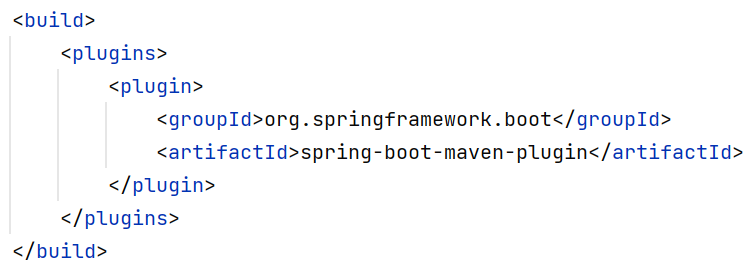 <build>
    <plugins>
        <plugin>
            <groupId>org.springframework.boot</groupId>
            <artifactId>spring-boot-maven-plugin</artifactId>
        </plugin>
    </plugins>
</build>